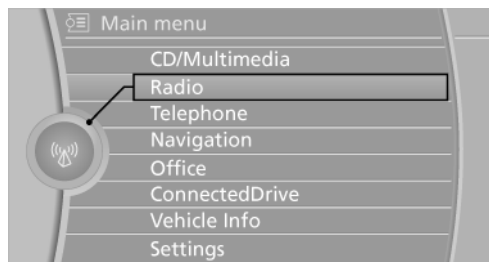 Main menu
CD/Multimedia
Radio
Telephone
Navigation
Office
ConnectedDrive
Vehicle Info
Settings